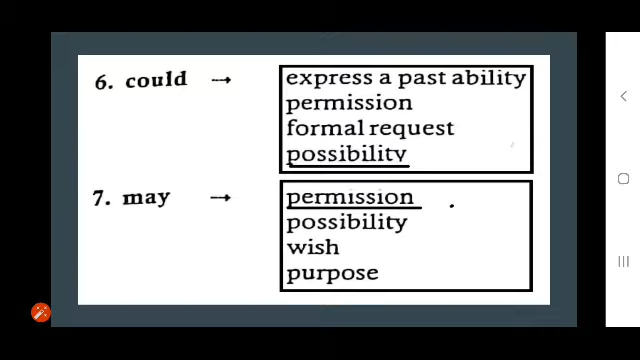 6. could → express a past ability
permission
formal request
possibility
7. may → permission
possibility
wish
purpose